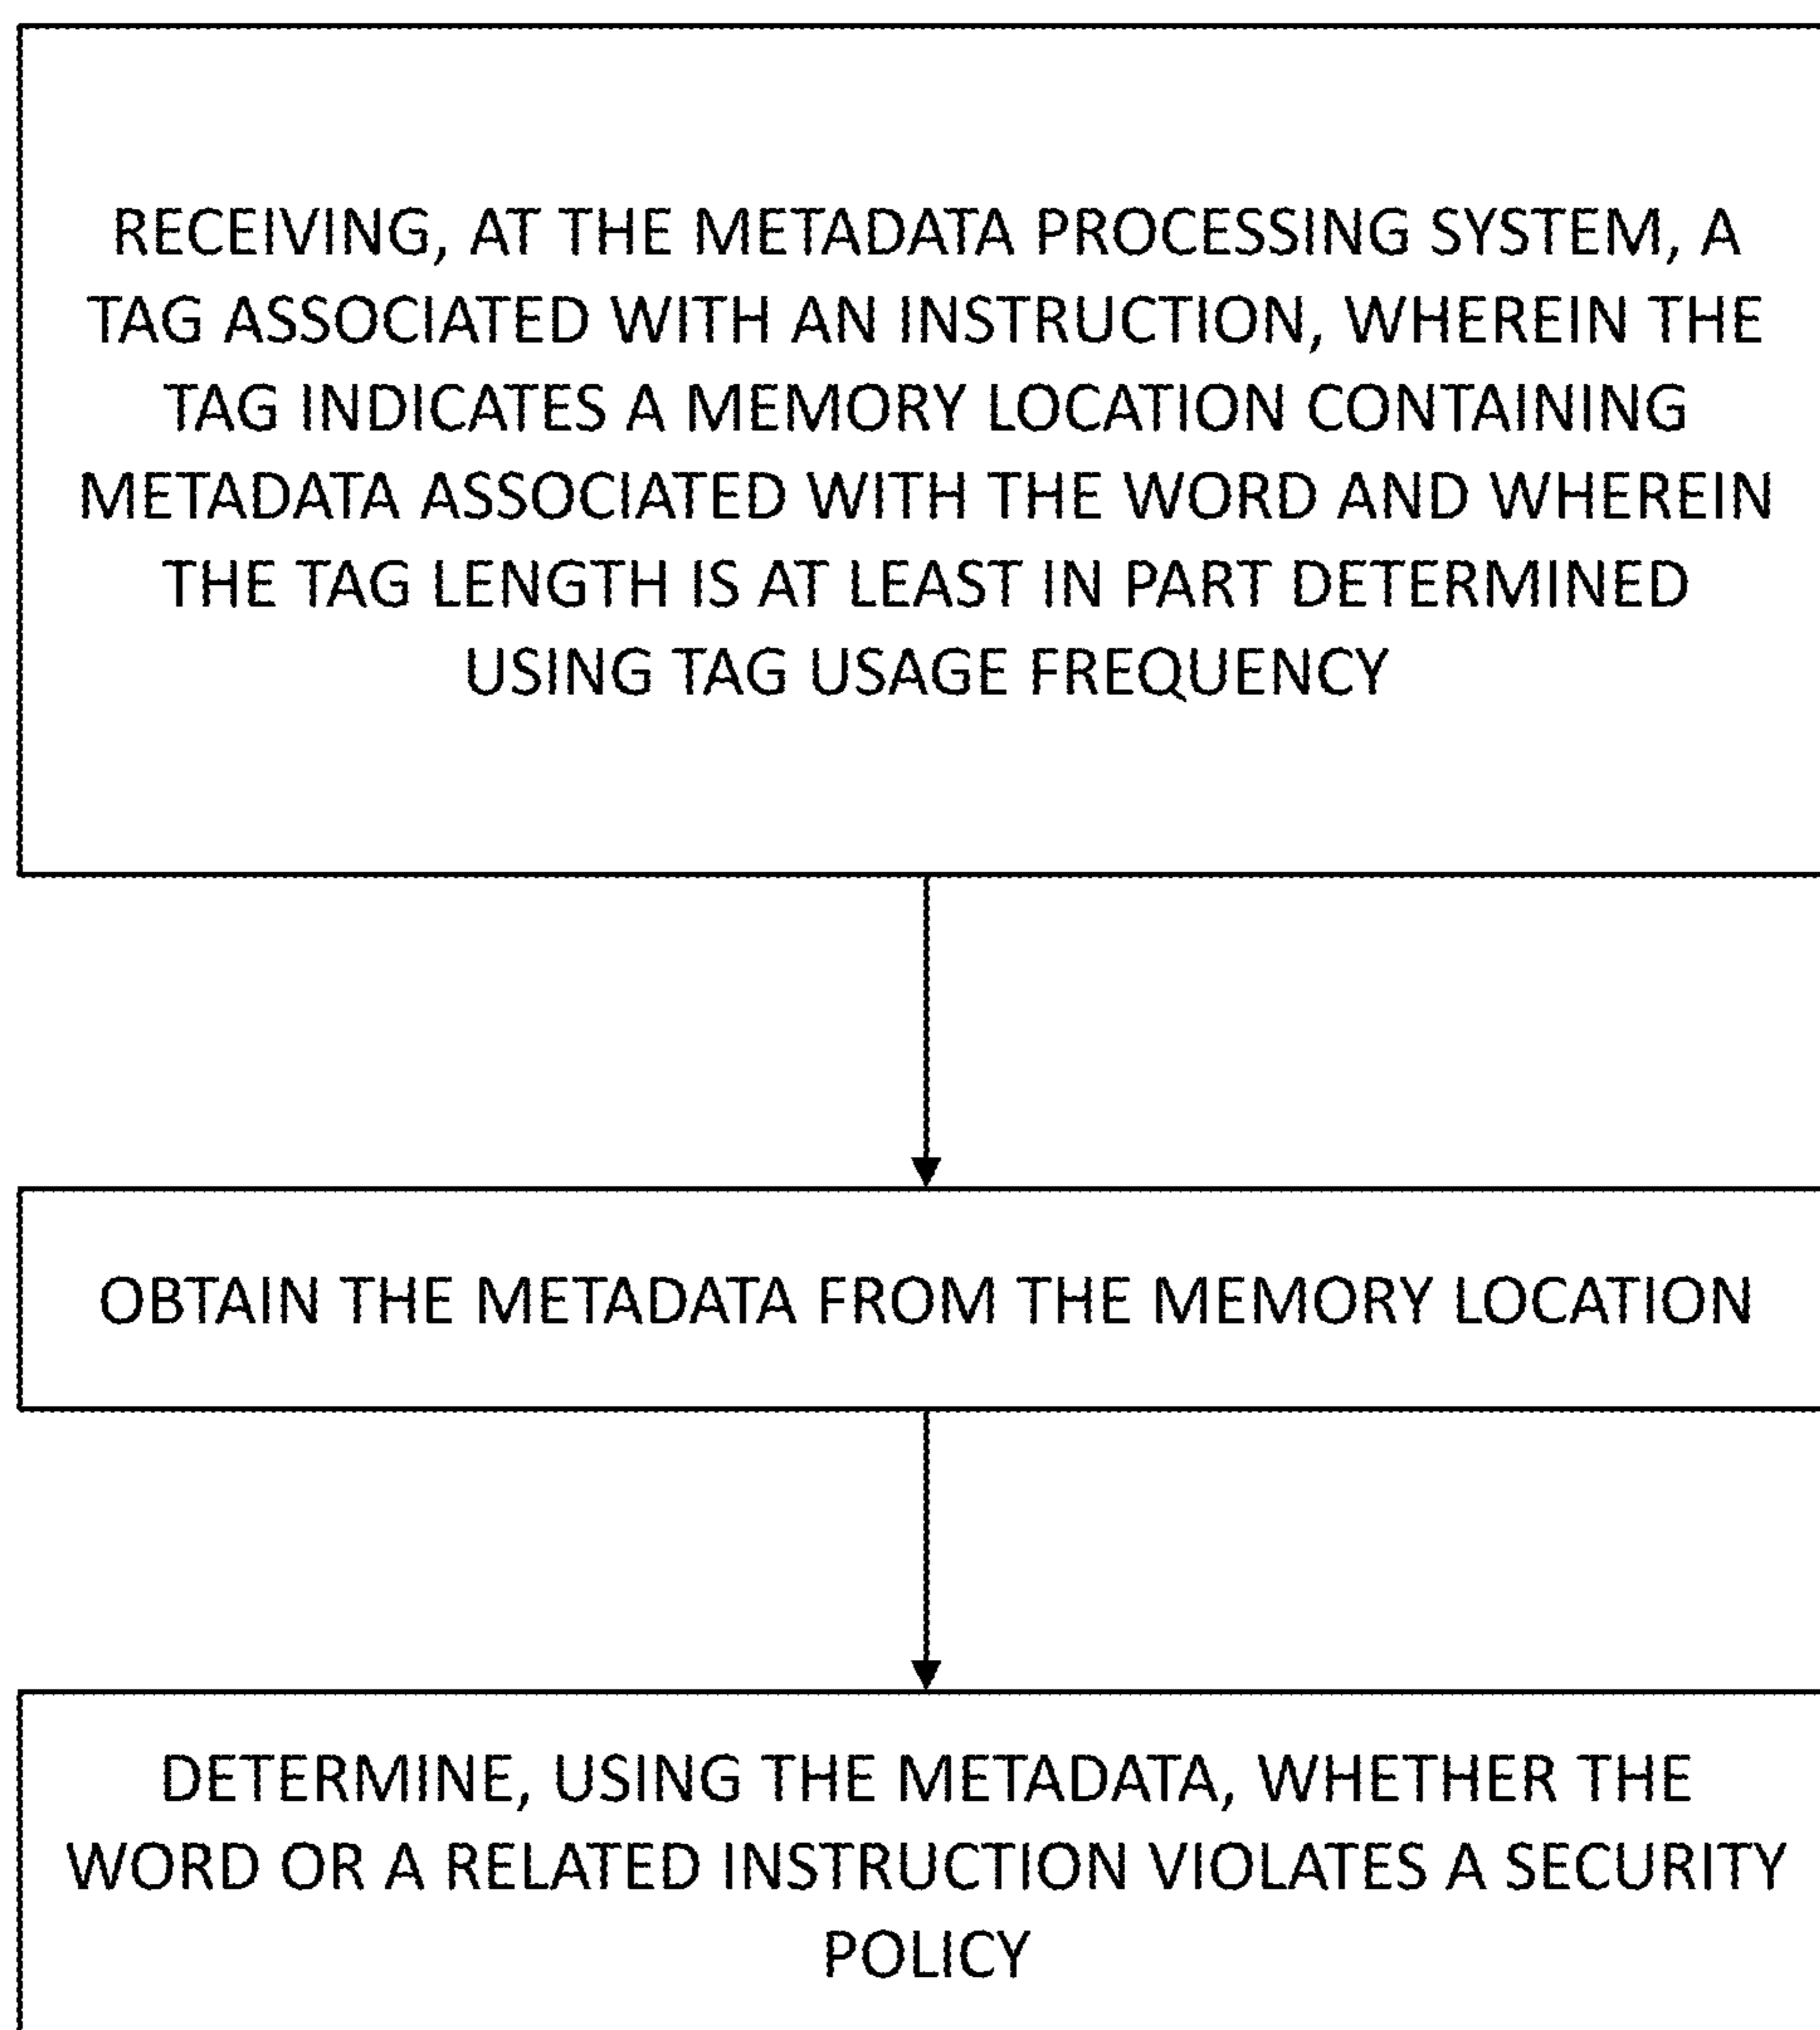 RECEIVING, AT THE METADATA PROCESSING SYSTEM, A
TAG ASSOCIATED WITH AN INSTRUCTION, WHEREIN THE
TAG INDICATES A MEMORY LOCATION CONTAINING
METADATA ASSOCIATED WITH THE WORD AND WHEREIN
THE TAG LENGTH IS AT LEAST IN PART DETERMINED
USING TAG USAGE FREQUENCY
OBTAIN THE METADATA FROM THE MEMORY LOCATION
DETERMINE, USING THE METADATA, WHETHER THE
WORD OR A RELATED INSTRUCTION VIOLATES A SECURITY
POLICY